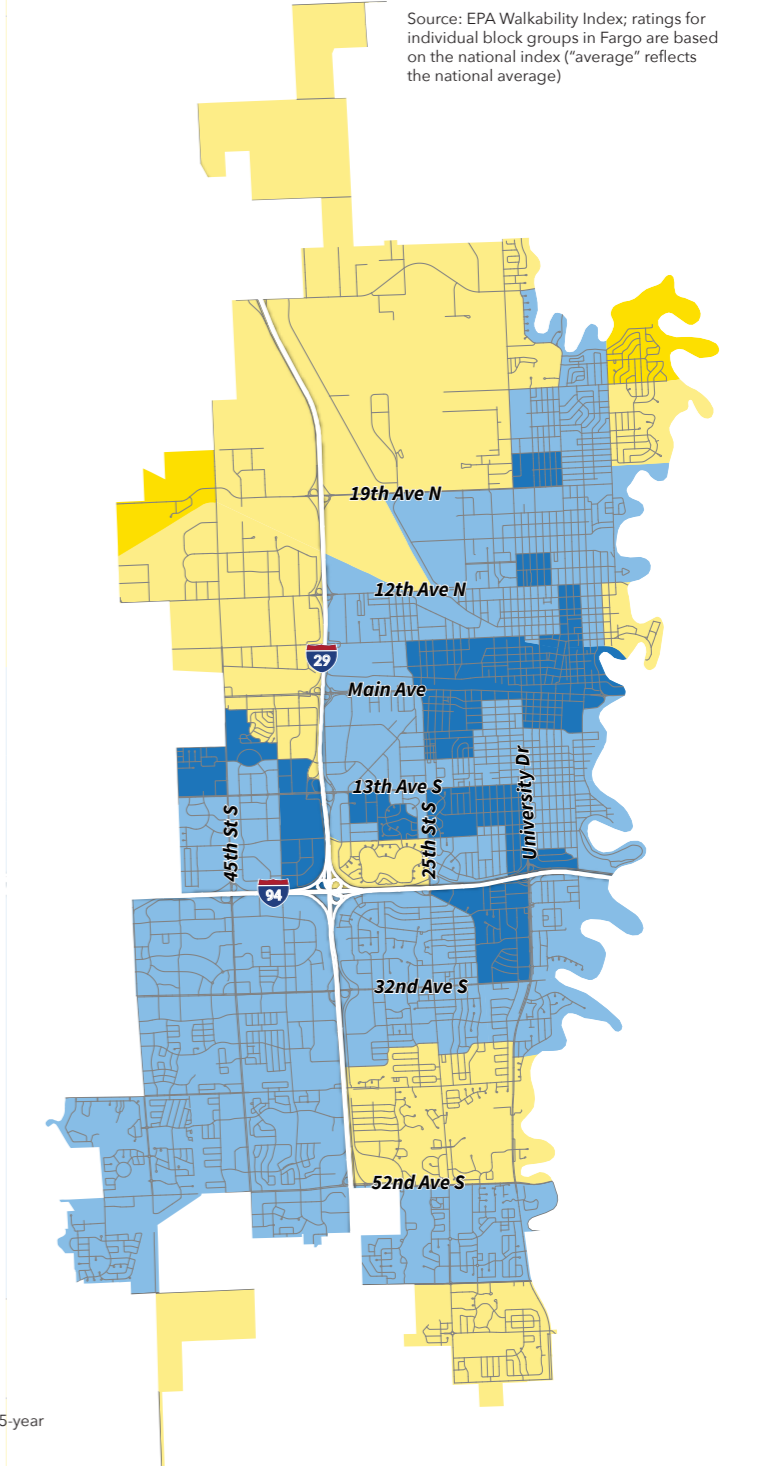 Source: EPA Walkability Index; ratings for
individual block groups in Fargo are based
on the national index (“average” reflects
the national average)
19th Ave N
12th Ave N
29
Main Ave
13th Ave S
University Dr
25th St S
45th St S
94
32nd Ave S
52nd Ave S
5-year